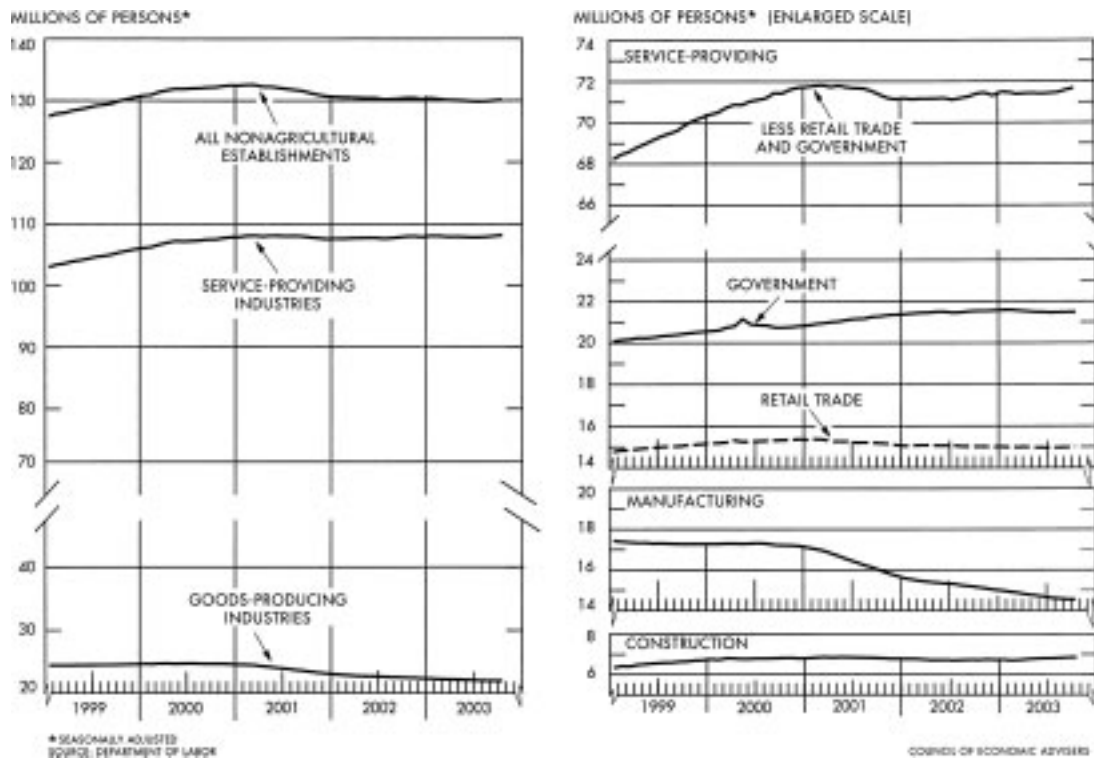 MILLIONS OF PERSONS*
140
130
120
110
100
90
80
70
40
30
20
ALL NONAGRICULTURAL
ESTABLISHMENTS
SERVICE-PROVIDING
INDUSTRIES
GOODS-PRODUCING
INDUSTRIES
1999 2000 2001 2002 2003
* SEASONALLY ADJUSTED
SOURCE: DEPARTMENT OF LABOR
MILLIONS OF PERSONS* (ENLARGED SCALE)
74
72
70
68
66
SERVICE-PROVIDING
LESS RETAIL TRADE
AND GOVERNMENT
24
22
20
18
16
14
GOVERNMENT
RETAIL TRADE
20
18
16
14
MANUFACTURING
8
6
CONSTRUCTION
1999 2000 2001 2002 2003
COUNCIL OF ECONOMIC ADVISERS